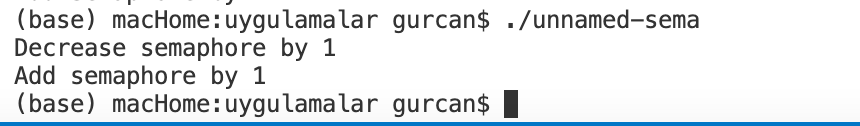 (base) macHome:uygulamalar gurcan$ ./unnamed-sema
Decrease semaphore by 1
Add semaphore by 1
(base) macHome:uygulamalar gurcan$